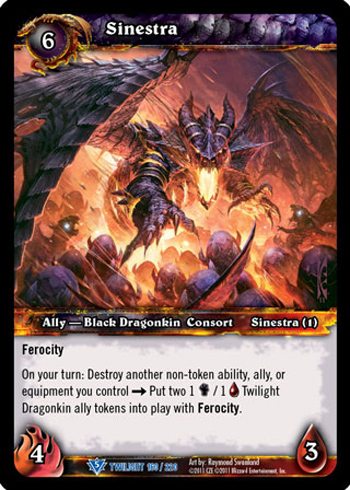 6
Sinestra
Ally — Black Dragonkin Consort Sinestra (1)
Ferocity
On your turn: Destroy another non-token ability, ally, or
equipment you control ➔ Put two 1 / 1 Twilight
Dragonkin ally tokens into play with Ferocity.
4
TWILIGHT 160/220
Art by: Raymond Swanland
©2011 CZE ©2011 Blizzard Entertainment, Inc.
3